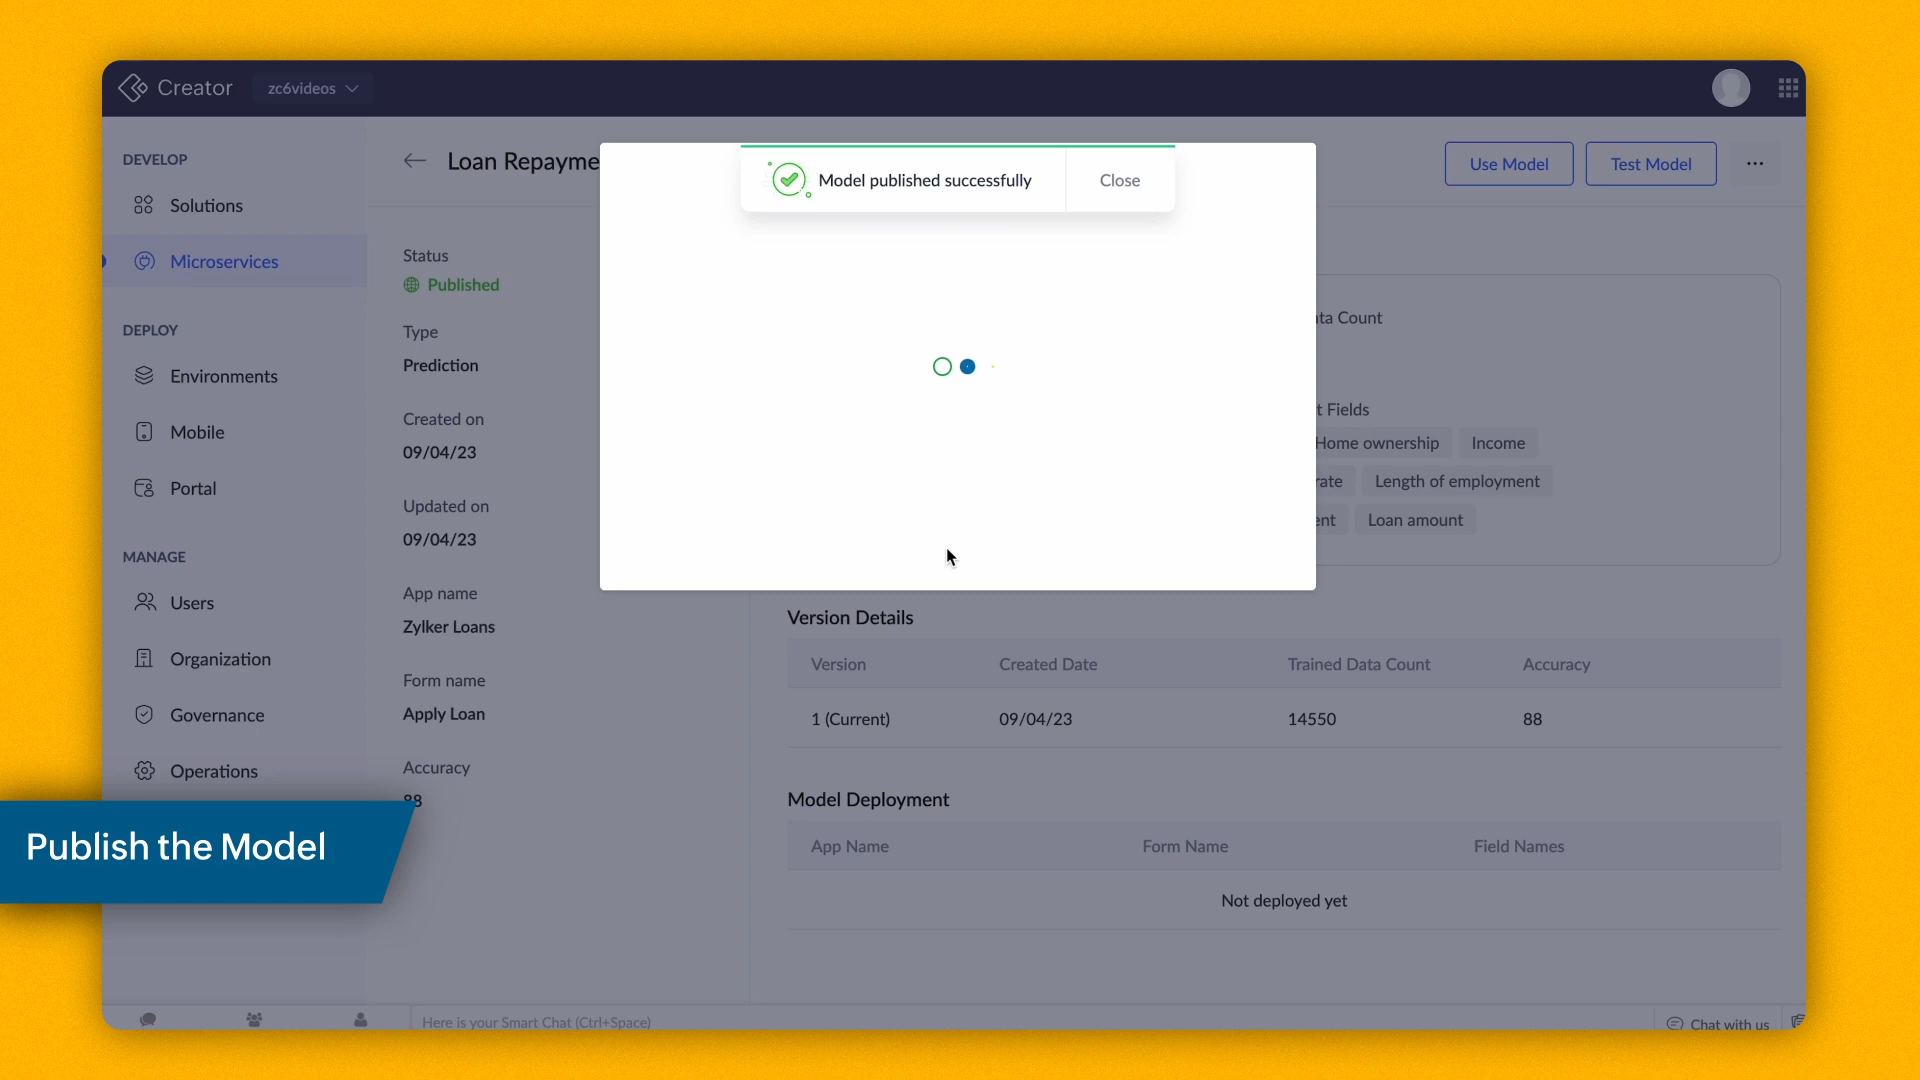 Creator
zc6videos
DEVELOP
Solutions
Microservices
DEPLOY
Environments
Mobile
Portal
MANAGE
Users
Organization
Governance
Operations
Publish the Model
Loan Repayme
Use Model
Test Model
...
Model published successfully
Close
Status
Published
Type
Prediction
Created on
09/04/23
Updated on
09/04/23
App name
Zylker Loans
Form name
Apply Loan
Accuracy
88
ta Count
t Fields
Home ownership Income
rate Length of employment
ent Loan amount
Version Details
Version Created Date Trained Data Count Accuracy
1 (Current) 09/04/23 14550 88
Model Deployment
App Name Form Name Field Names
Not deployed yet
Here is your Smart Chat (Ctrl+Space)
Chat with us